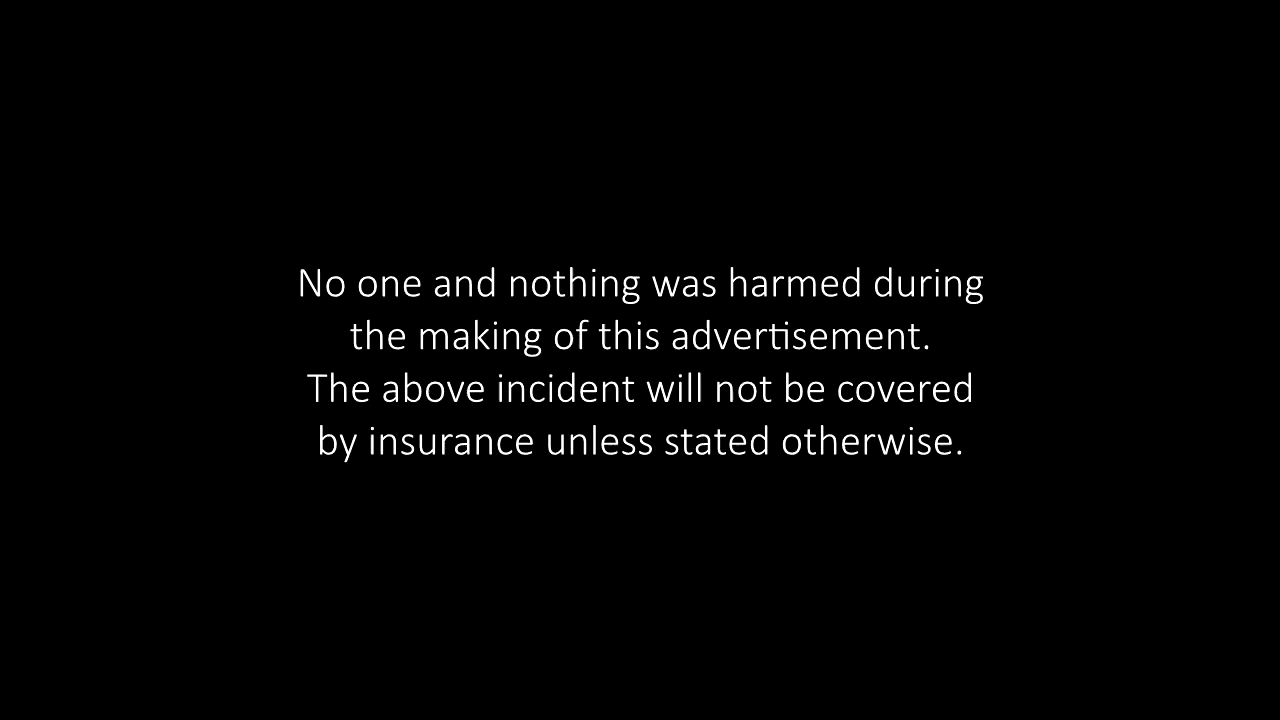 No one and nothing was harmed during
the making of this advertisement.
The above incident will not be covered
by insurance unless stated otherwise.